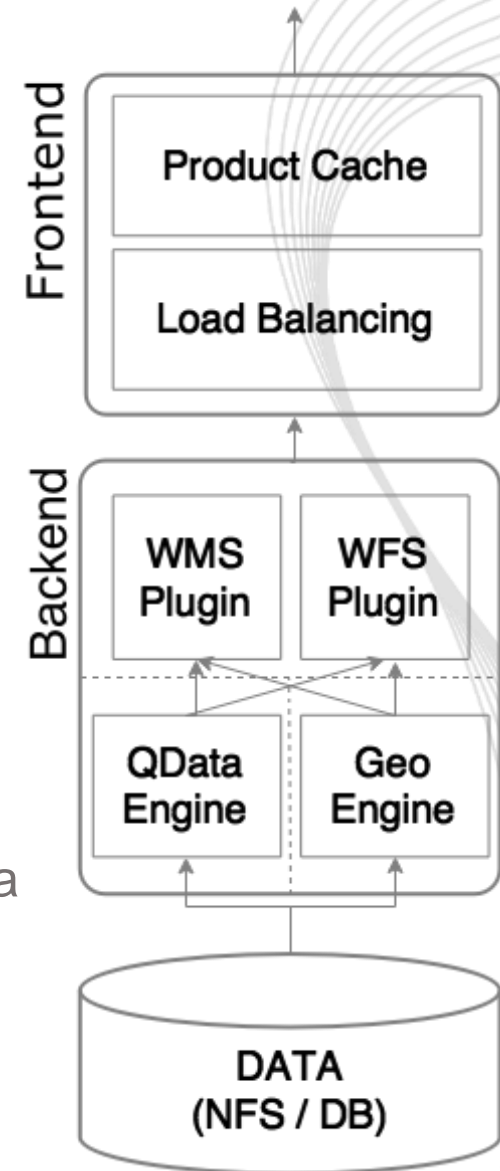 Frontend
Product Cache
Load Balancing
Backend
WMS
Plugin
WFS
Plugin
QData
Engine
Geo
Engine
a
DATA
(NFS / DB)